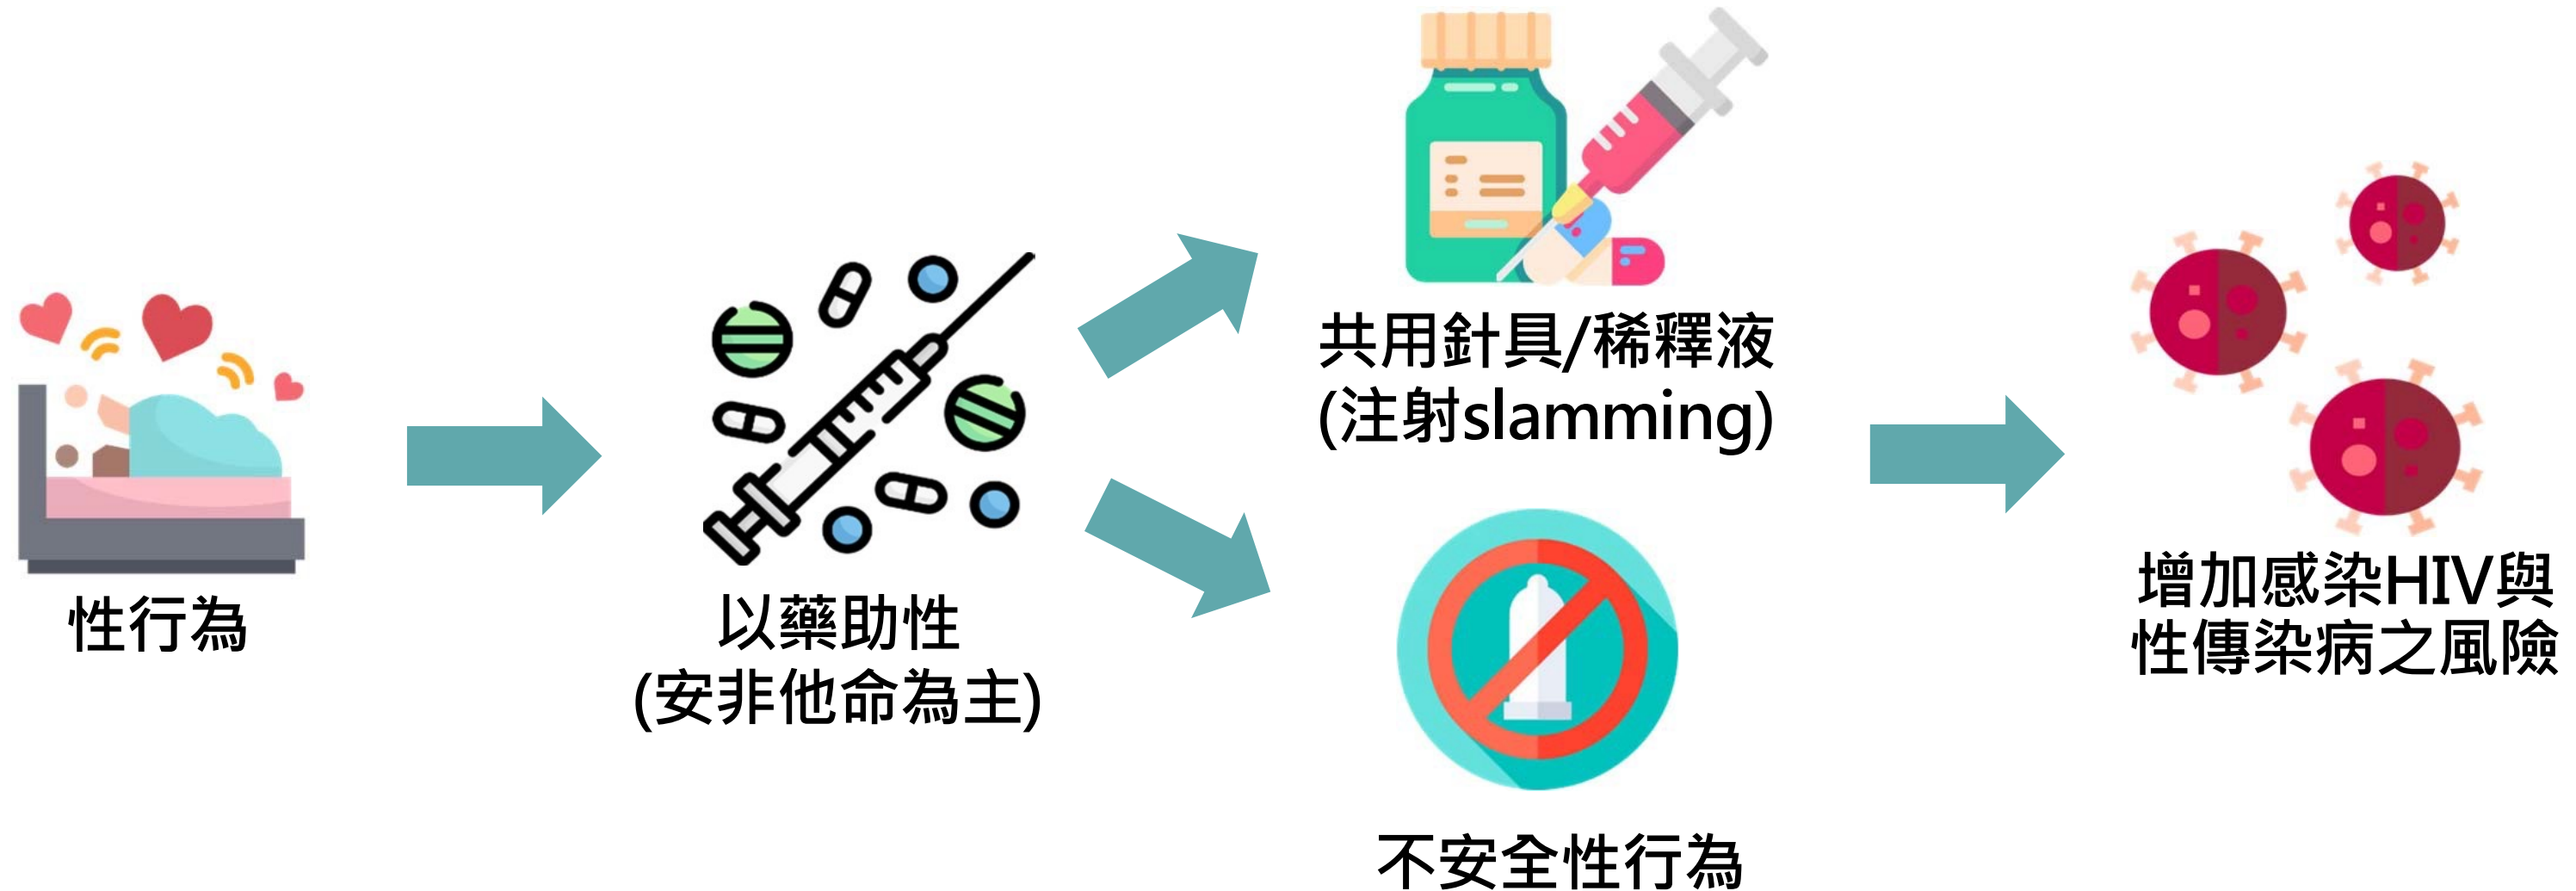 性行為
以藥助性
(安非他命為主)
共用針具/稀釋液
(注射slamming)
不安全性行為
增加感染HIV與
性傳染病之風險